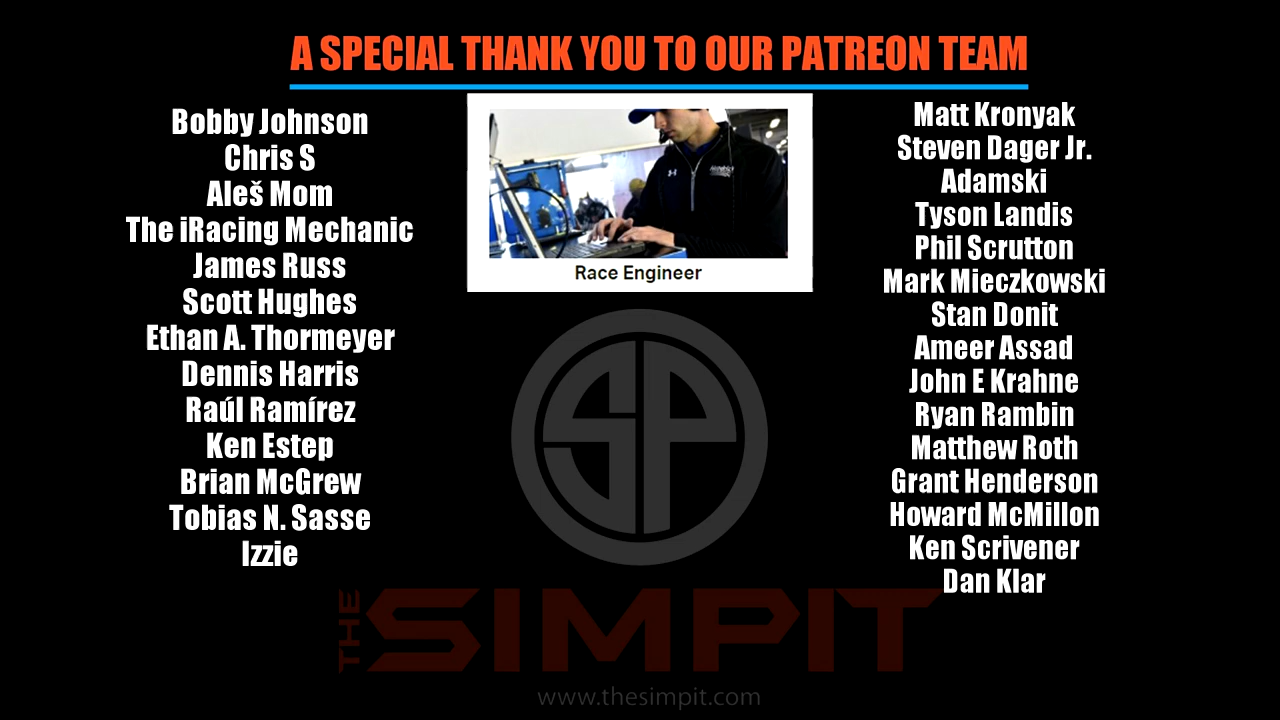 A SPECIAL THANK YOU TO OUR PATREON TEAM
Bobby Johnson
Chris S
Aleš Mom
The iRacing Mechanic
James Russ
Scott Hughes
Ethan A. Thormeyer
Dennis Harris
Raúl Ramírez
Ken Estep
Brian McGrew
Tobias N. Sasse
Izzie
Race Engineer
SP
Matt Kronyak
Steven Dager Jr.
Adamski
Tyson Landis
Phil Scrutton
Mark Mieczkowski
Stan Donit
Ameer Assad
John E Krahne
Ryan Rambin
Matthew Roth
Grant Henderson
Howard McMillon
Ken Scrivener
Dan Klar
THE SIMPIT
www.thesimpit.com